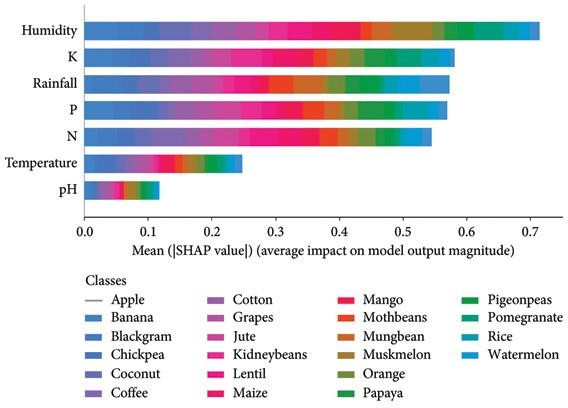 Humidity
K
Rainfall
P
N
Temperature
pH
0.0 0.1 0.2 0.3 0.4 0.5 0.6 0.7
Mean (|SHAP value|) (average impact on model output magnitude)
Classes
Apple Cotton Mango Pigeonpeas
Banana Grapes Mothbeans Pomegranate
Blackgram Jute Mungbean Rice
Chickpea Kidneybeans Muskmelon Watermelon
Coconut Lentil Orange
Coffee Maize Papaya